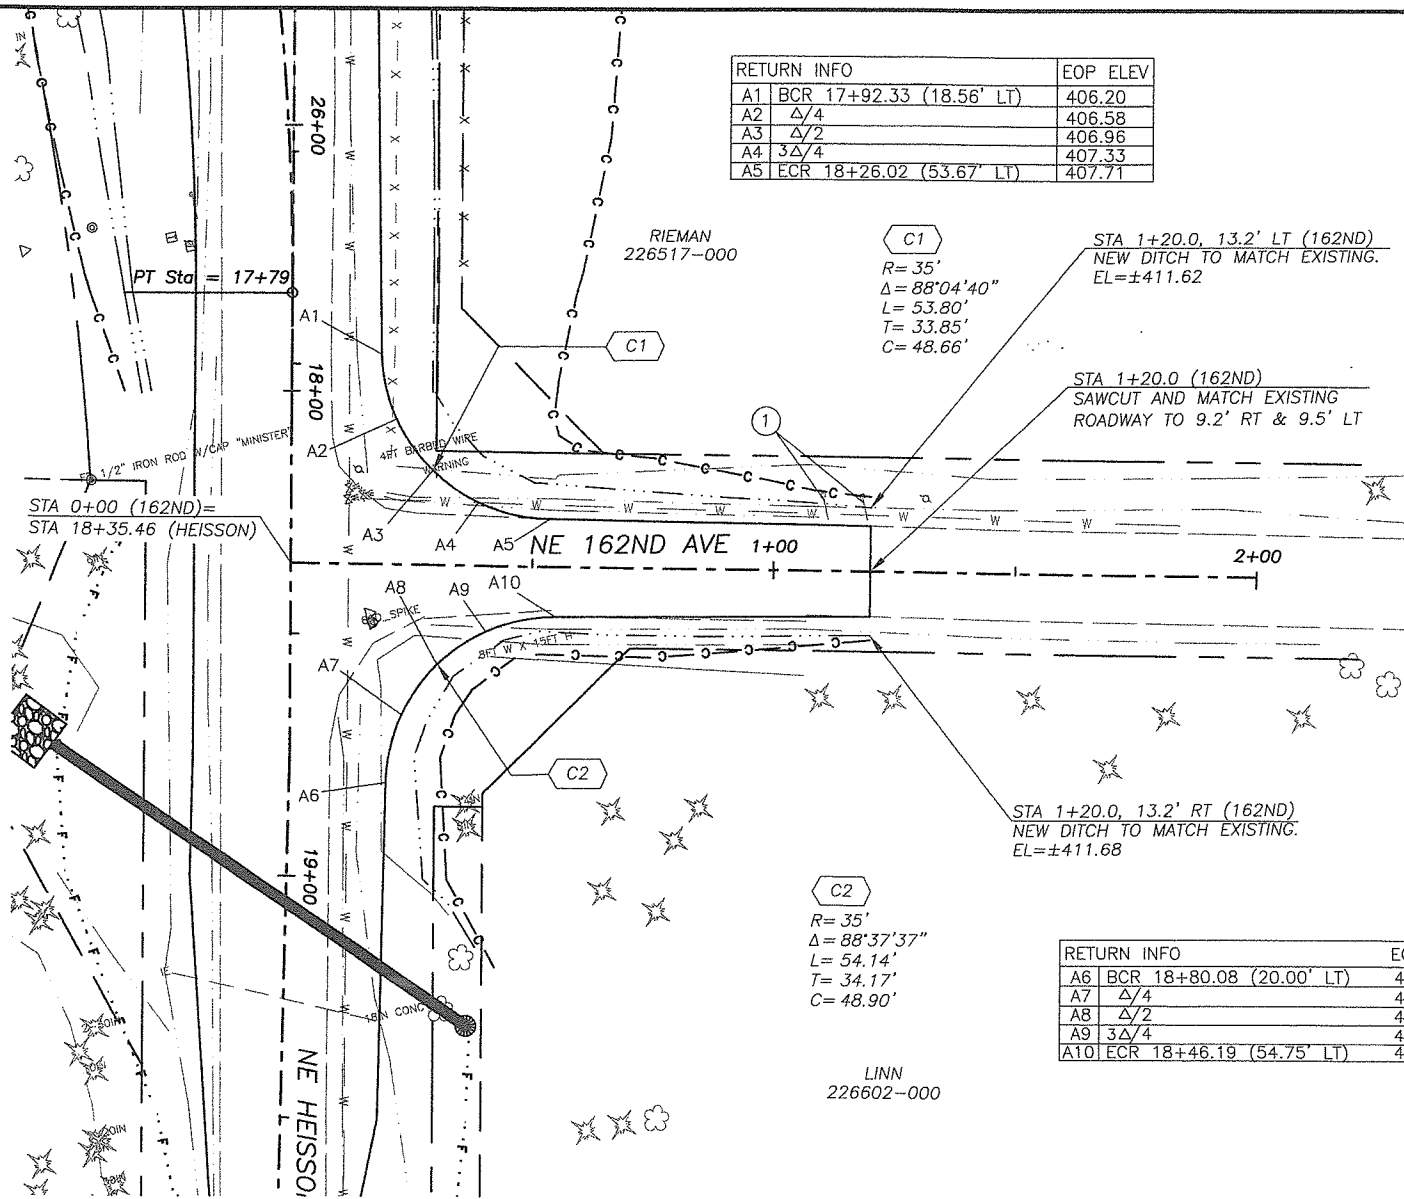 RETURN INFO EOP ELEV
A1 BCR 17+92.33 (18.56' LT) 406.20
A2 Δ/4 406.58
A3 Δ/2 406.96
A4 3Δ/4 407.33
A5 ECR 18+26.02 (53.67' LT) 407.71
26+00
RIEMAN
226517-000
C1
R= 35'
Δ= 88°04'40"
L= 53.80'
T= 33.85'
C= 48.66'
STA 1+20.0, 13.2' LT (162ND)
NEW DITCH TO MATCH EXISTING.
EL=±411.62
PT Sta = 17+79
A1
C1
18+00
STA 1+20.0 (162ND)
SAWCUT AND MATCH EXISTING
ROADWAY TO 9.2' RT & 9.5' LT
1
A2
1/2" IRON ROD W/CAP "MINISTER"
4FT BARBED WIRE
WARNING
STA 0+00 (162ND)=
STA 18+35.46 (HEISSON)
A3
A4
A5
NE 162ND AVE 1+00
2+00
A8
A9
A10
SPIKE
8FT W X 15FT H
A7
C2
A6
STA 1+20.0, 13.2' RT (162ND)
NEW DITCH TO MATCH EXISTING.
EL=±411.68
19+00
C2
R= 35'
Δ= 88°37'37"
L= 54.14'
T= 34.17'
C= 48.90'
RETURN INFO
A6 BCR 18+80.08 (20.00' LT) 4
A7 Δ/4 4
A8 Δ/2 4
A9 3Δ/4 4
A10 ECR 18+46.19 (54.75' LT) 4
IE
18IN CONC
NE HEISSO
LINN
226602-000